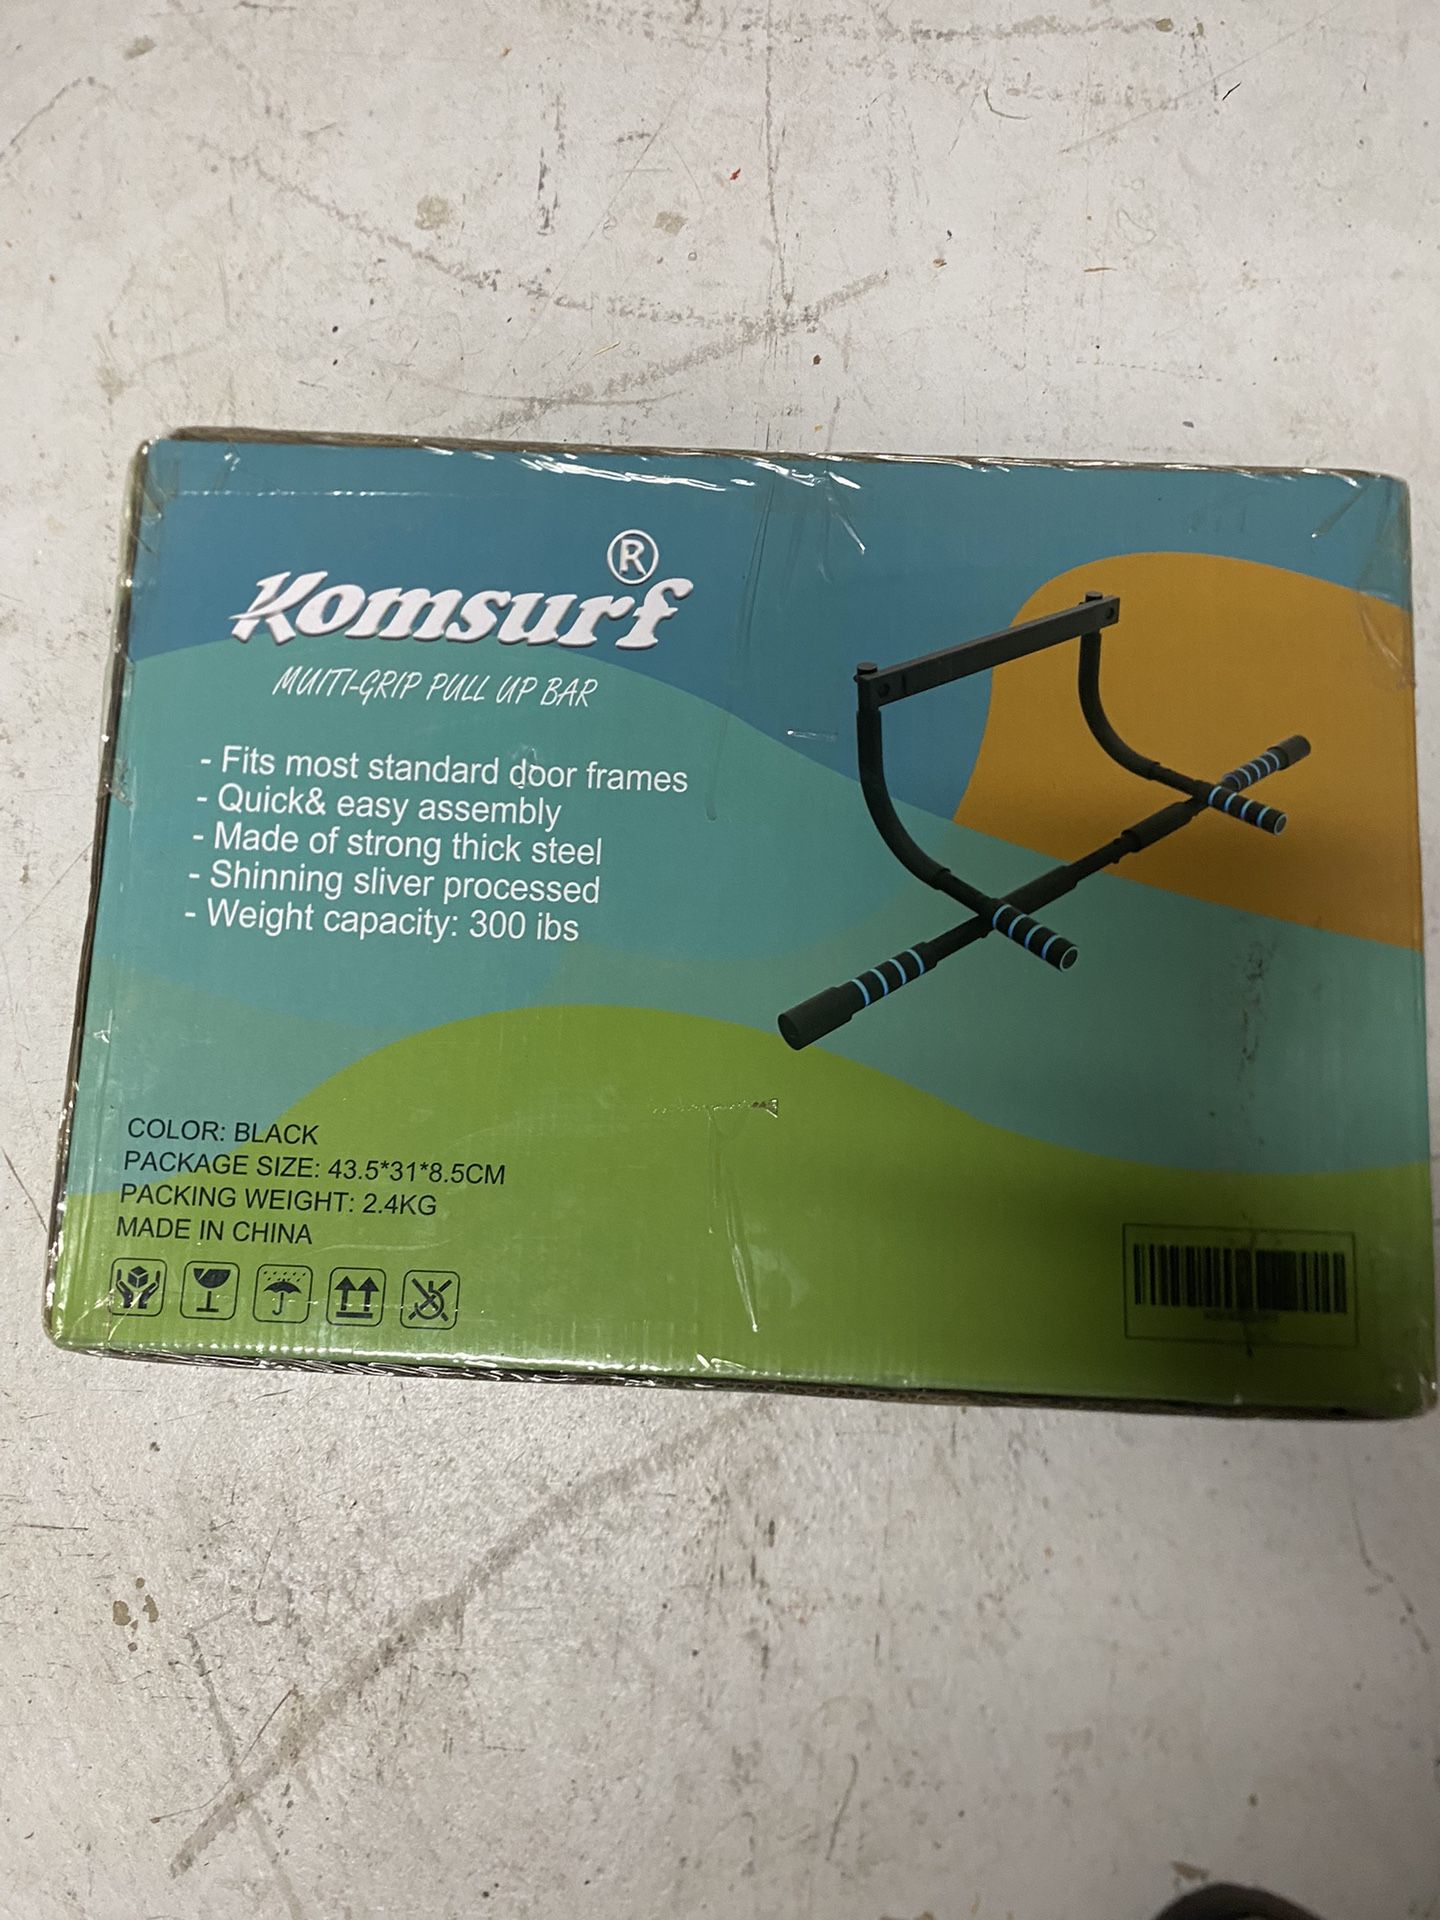 Komsurf®
MUITI-GRIP PULL UP BAR
- Fits most standard door frames
- Quick& easy assembly
- Made of strong thick steel
- Shinning sliver processed
- Weight capacity: 300 ibs
COLOR: BLACK
PACKAGE SIZE: 43.5*31*8.5CM
PACKING WEIGHT: 2.4KG
MADE IN CHINA